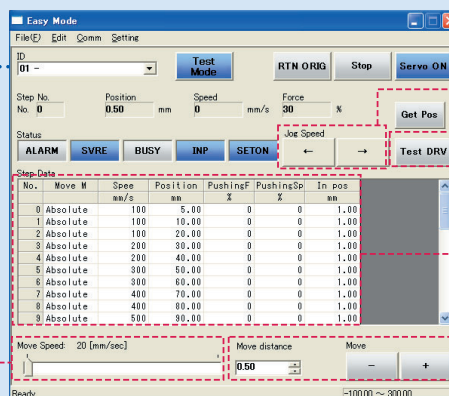 Easy Mode
File(F) Edit Comm Setting
ID
01 -
Test Mode
RTN ORIG
Stop
Servo ON
Step No. Position Speed Force
No. 0 0.50 mm 0 mm/s 30 %
Get Pos
Status
Jog Speed
ALARM SVRE BUSY INP SETON ← → Test DRV
Step Data
No. Move M Spee Position PushingF PushingSp In pos
mm/s mm % % mm
0 Absolute 100 5.00 0 0 1.00
1 Absolute 100 10.00 0 0 1.00
2 Absolute 100 20.00 0 0 1.00
3 Absolute 200 30.00 0 0 1.00
4 Absolute 200 40.00 0 0 1.00
5 Absolute 300 50.00 0 0 1.00
6 Absolute 300 60.00 0 0 1.00
7 Absolute 400 70.00 0 0 1.00
8 Absolute 400 80.00 0 0 1.00
9 Absolute 500 90.00 0 0 1.00
Move Speed: 20 [mm/sec] Move distance Move
0.50 - +
Ready -100.00 ~ 300.00